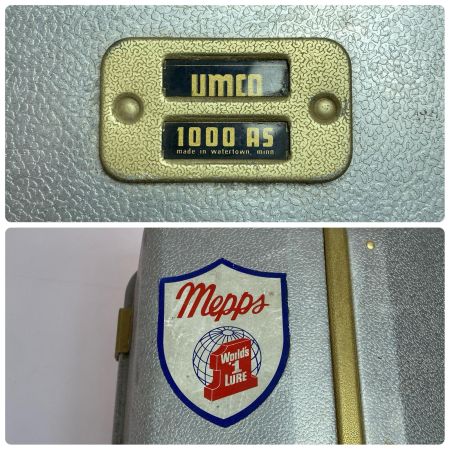 UMCO
1000 AS
made in watertown, minn
Mepps
World's
#1
LURE